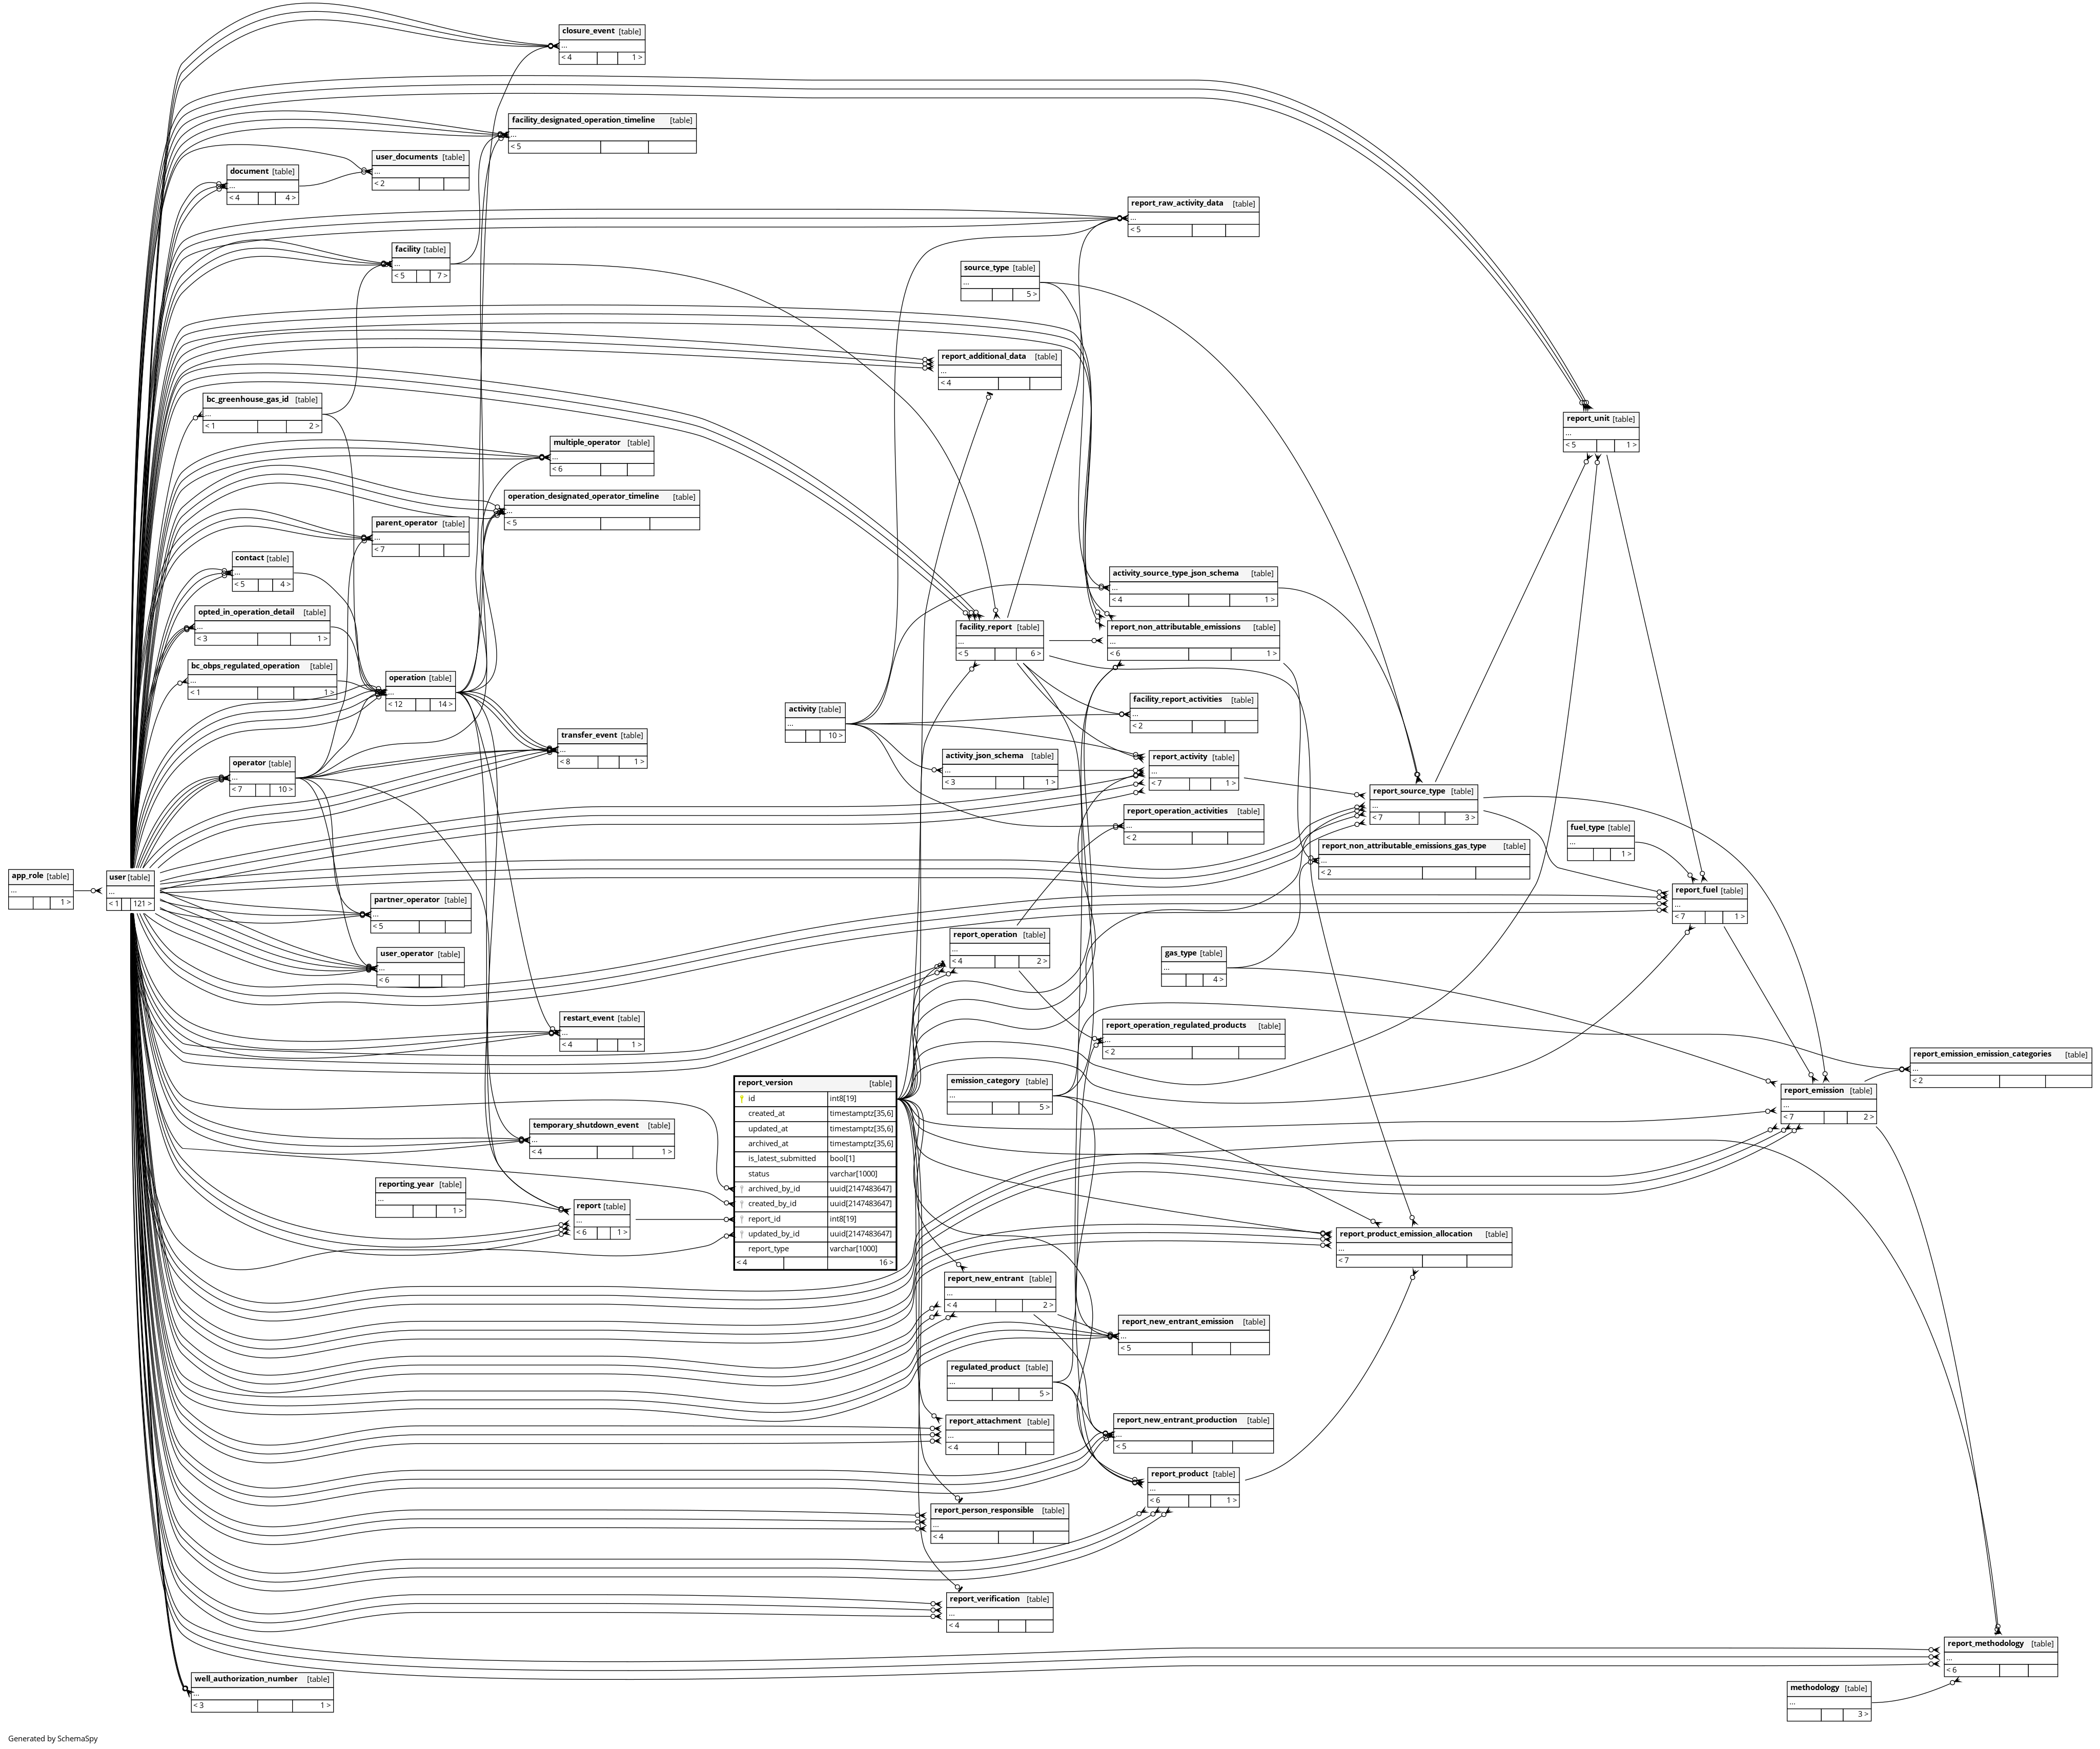 closure_event [table]
...
< 4 1 >
facility_designated_operation_timeline [table]
...
< 5
user_documents [table]
...
< 2
document [table]
...
< 4 4 >
report_raw_activity_data [table]
...
< 5
facility [table]
...
< 5 7 >
source_type [table]
...
5 >
report_additional_data [table]
...
< 4
bc_greenhouse_gas_id [table]
...
< 1 2 >
report_unit [table]
...
< 5 1 >
multiple_operator [table]
...
< 6
operation_designated_operator_timeline [table]
...
< 5
parent_operator [table]
...
< 7
contact [table]
...
< 5 4 >
activity_source_type_json_schema [table]
...
< 4 1 >
opted_in_operation_detail [table]
...
< 3 1 >
facility_report [table]
...
< 5 6 >
report_non_attributable_emissions [table]
...
< 6 1 >
bc_obps_regulated_operation [table]
...
< 1 1 >
operation [table]
...
< 12 14 >
facility_report_activities [table]
...
< 2
activity [table]
...
10 >
transfer_event [table]
...
< 8 1 >
activity_json_schema [table]
...
< 3 1 >
report_activity [table]
...
< 7 1 >
operator [table]
...
< 7 10 >
report_source_type [table]
...
< 7 3 >
report_operation_activities [table]
...
< 2
fuel_type [table]
...
1 >
report_non_attributable_emissions_gas_type [table]
...
< 2
app_role [table]
...
1 >
user [table]
...
< 1 121 >
report_fuel [table]
...
< 7 1 >
partner_operator [table]
...
< 5
report_operation [table]
...
< 4 2 >
user_operator [table]
...
< 6
gas_type [table]
...
4 >
restart_event [table]
...
< 4 1 >
report_operation_regulated_products [table]
...
< 2
report_emission_emission_categories [table]
...
< 2
emission_category [table]
...
5 >
report_emission [table]
...
< 7 2 >
report_version [table]
id int8[19]
created_at timestamptz[35,6]
updated_at timestamptz[35,6]
archived_at timestamptz[35,6]
is_latest_submitted bool[1]
status varchar[1000]
archived_by_id uuid[2147483647]
created_by_id uuid[2147483647]
report_id int8[19]
updated_by_id uuid[2147483647]
report_type varchar[1000]
< 4 16 >
temporary_shutdown_event [table]
...
< 4 1 >
reporting_year [table]
...
1 >
report [table]
...
< 6 1 >
report_product_emission_allocation [table]
...
< 7
report_new_entrant [table]
...
< 4 2 >
report_new_entrant_emission [table]
...
< 5
regulated_product [table]
...
5 >
report_attachment [table]
...
< 4
report_new_entrant_production [table]
...
< 5
report_product [table]
...
< 6 1 >
report_person_responsible [table]
...
< 4
report_verification [table]
...
< 4
report_methodology [table]
...
< 6
well_authorization_number [table]
...
< 3 1 >
methodology [table]
...
3 >
Generated by SchemaSpy